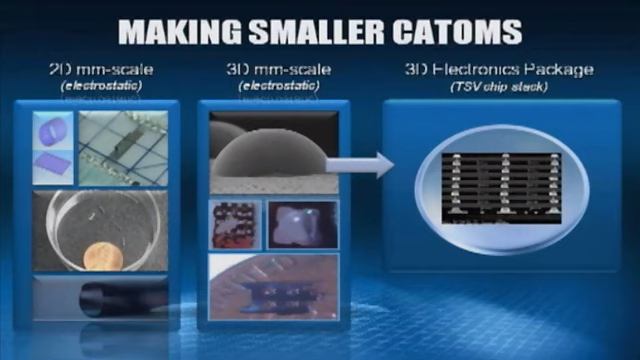 MAKING SMALLER CATOMS
2D mm-scale
(electrostatic)
3D mm-scale
(electrostatic)
3D Electronics Package
(TSV chip stack)